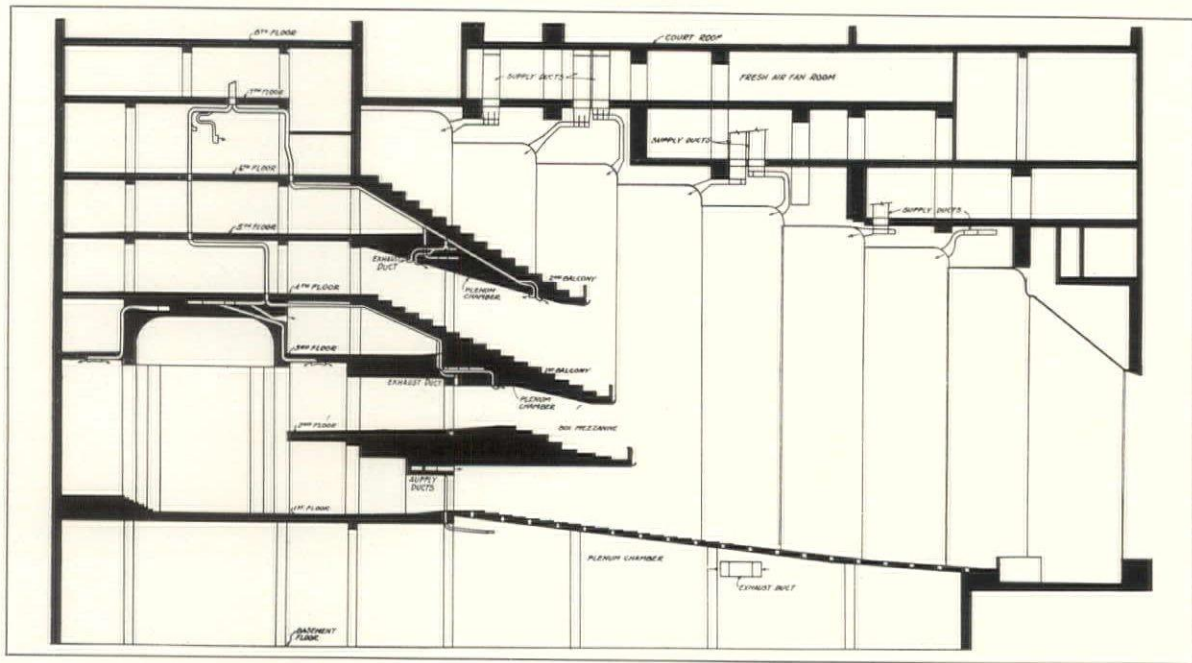 8TH FLOOR
COURT ROOM
SUPPLY DUCTS
FRESH AIR FAN ROOM
7TH FLOOR
SUPPLY DUCTS
6TH FLOOR
SUPPLY DUCTS
5TH FLOOR
EXHAUST
DUCT
2ND BALCONY
PLENUM
CHAMBER
4TH FLOOR
3RD FLOOR
1ST BALCONY
EXHAUST DUCT
PLENUM
CHAMBER
2ND FLOOR
BOX MEZZANINE
SUPPLY
DUCTS
1ST FLOOR
PLENUM CHAMBER
EXHAUST DUCT
BASEMENT
FLOOR